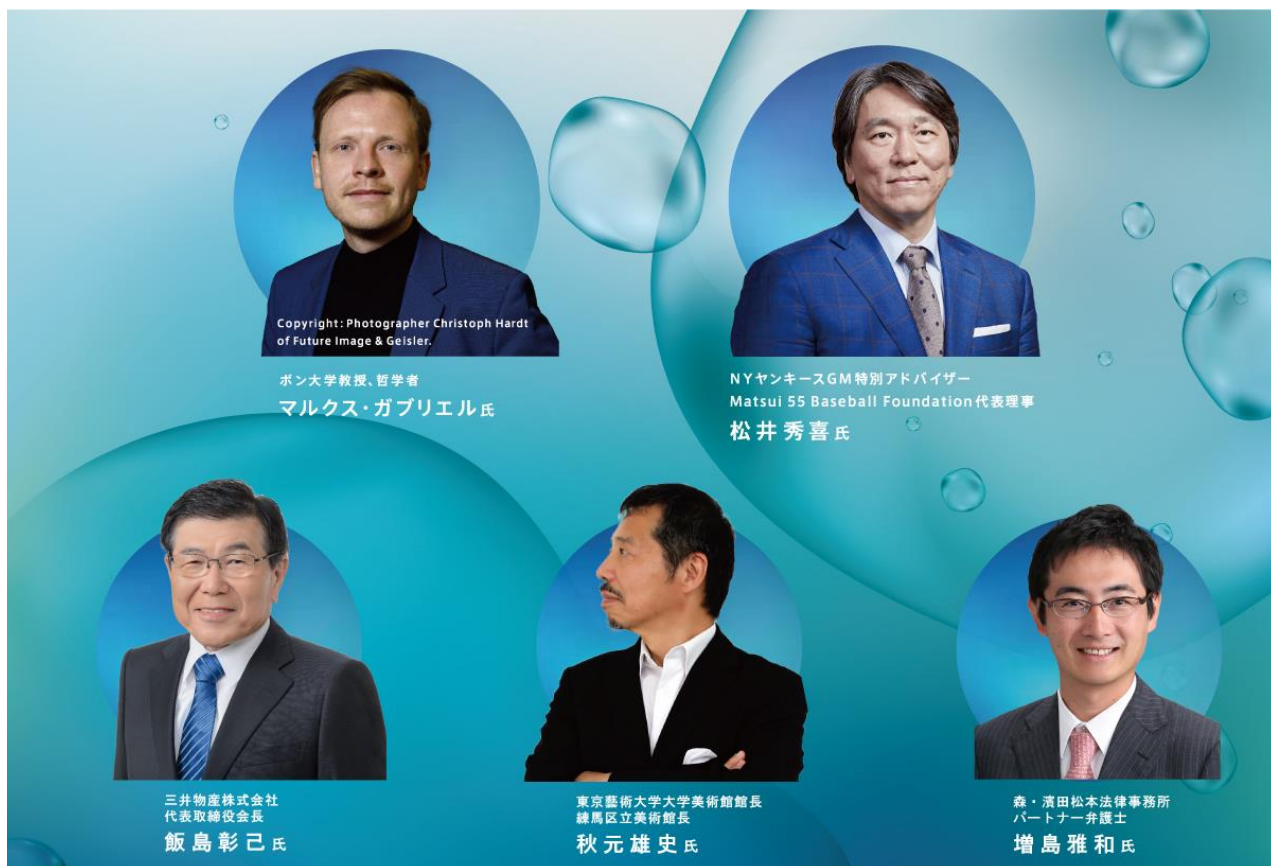 Copyright: Photographer Christoph Hardt
of Future Image & Geisler.
ボン大学教授、哲学者
マルクス・ガブリエル氏
NYヤンキースGM特別アドバイザー
Matsui 55 Baseball Foundation代表理事
松井秀喜氏
三井物産株式会社
代表取締役会長
飯島彰己氏
東京藝術大学大学美術館館長
練馬区立美術館長
秋元雄史氏
森・濱田松本法律事務所
パートナー弁護士
増島雅和氏